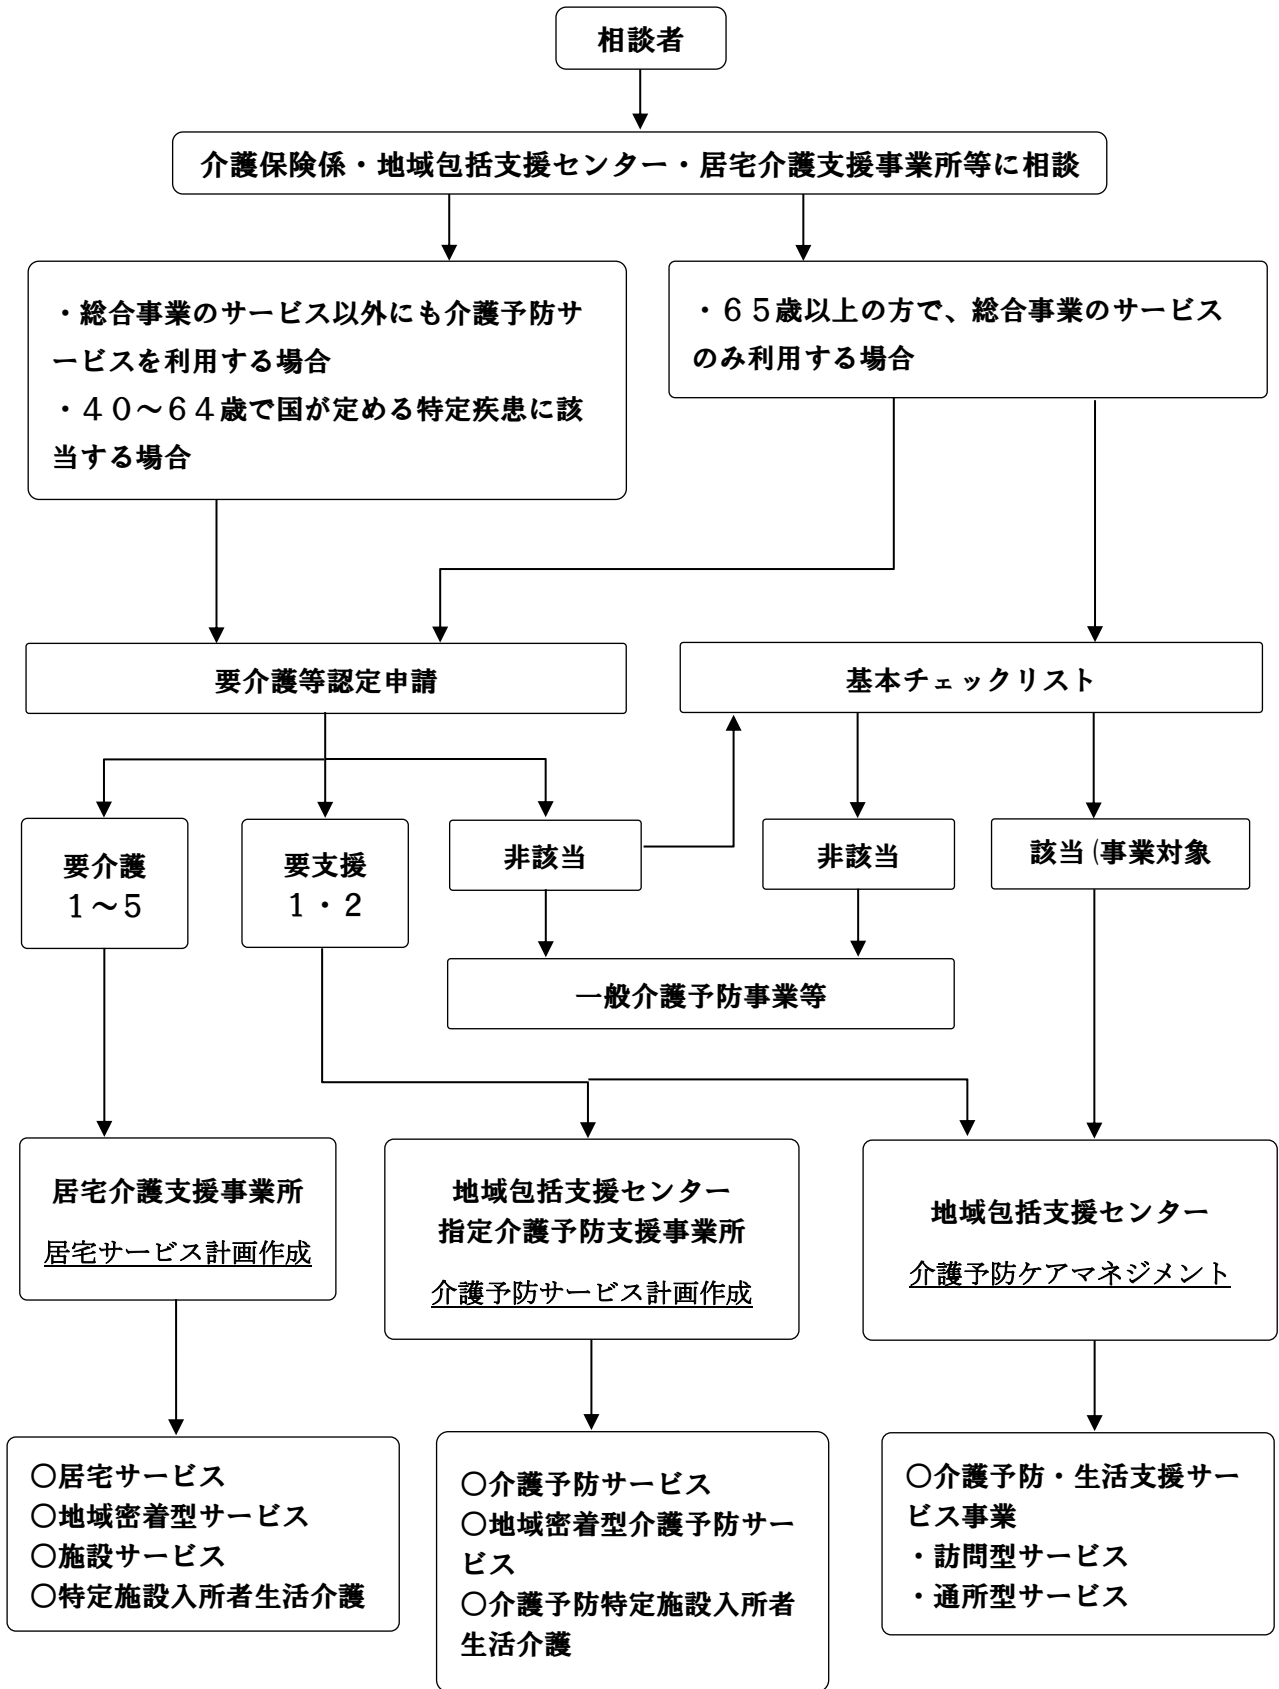 相談者
介護保険係・地域包括支援センター・居宅介護支援事業所等に相談
・総合事業のサービス以外にも介護予防サ
ービスを利用する場合
・４０～６４歳で国が定める特定疾患に該
当する場合
・６５歳以上の方で、総合事業のサービス
のみ利用する場合
要介護等認定申請
基本チェックリスト
要介護
１～５
要支援
１・２
非該当
非該当
該当（事業対象
一般介護予防事業等
居宅介護支援事業所
居宅サービス計画作成
地域包括支援センター
指定介護予防支援事業所
介護予防サービス計画作成
地域包括支援センター
介護予防ケアマネジメント
〇居宅サービス
〇地域密着型サービス
〇施設サービス
〇特定施設入所者生活介護
〇介護予防サービス
〇地域密着型介護予防サー
ビス
〇介護予防特定施設入所者
生活介護
〇介護予防・生活支援サー
ビス事業
・訪問型サービス
・通所型サービス